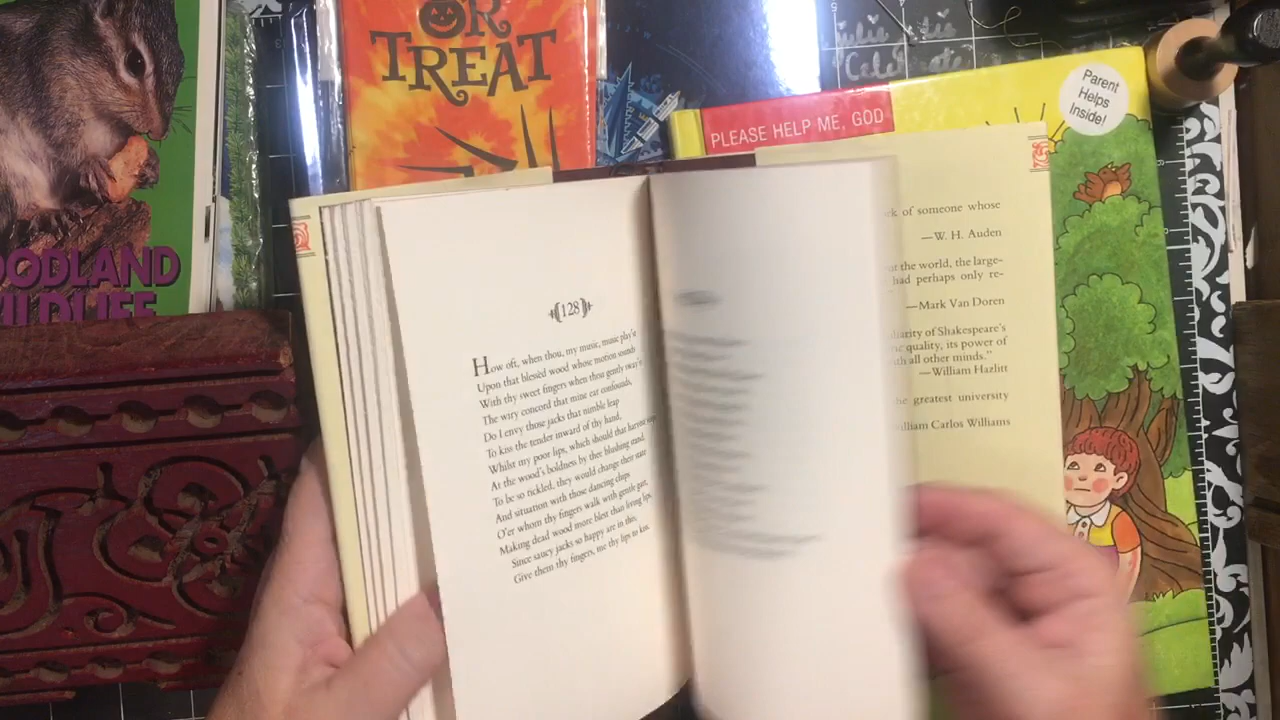 OR
TREAT
WOODLAND
WILDLIFE
PLEASE HELP ME, GOD
Parent
Helps
Inside!
128
How oft, when thou, my music, music play'st
Upon that blessèd wood whose motion sound
With thy sweet fingers when thou gently sway'st
The wiry concord that mine ear confounds,
Do I envy those jacks that nimble leap
To kiss the tender inward of thy hand,
Whilst my poor lips, which should that harvest reap
At the wood's boldness by thee blushing stand.
To be so tickled, they would change their state
And situation with those dancing chips
O'er whom thy fingers walk with gentle gait,
Making dead wood more blest than living lips.
Since saucy jacks so happy are in this,
Give them thy fingers, me thy lips to kiss.
of someone whose
—W. H. Auden
the world, the large-
had perhaps only re-
—Mark Van Doren
of Shakespeare's
quality, its power of
all other minds."
—William Hazlitt
greatest university
William Carlos Williams